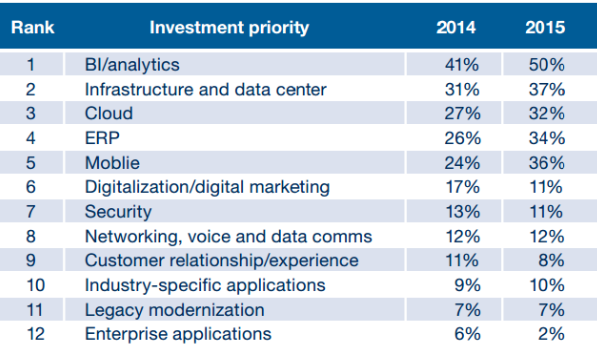 Rank Investment priority 2014 2015
1 BI/analytics 41% 50%
2 Infrastructure and data center 31% 37%
3 Cloud 27% 32%
4 ERP 26% 34%
5 Moblie 24% 36%
6 Digitalization/digital marketing 17% 11%
7 Security 13% 11%
8 Networking, voice and data comms 12% 12%
9 Customer relationship/experience 11% 8%
10 Industry-specific applications 9% 10%
11 Legacy modernization 7% 7%
12 Enterprise applications 6% 2%